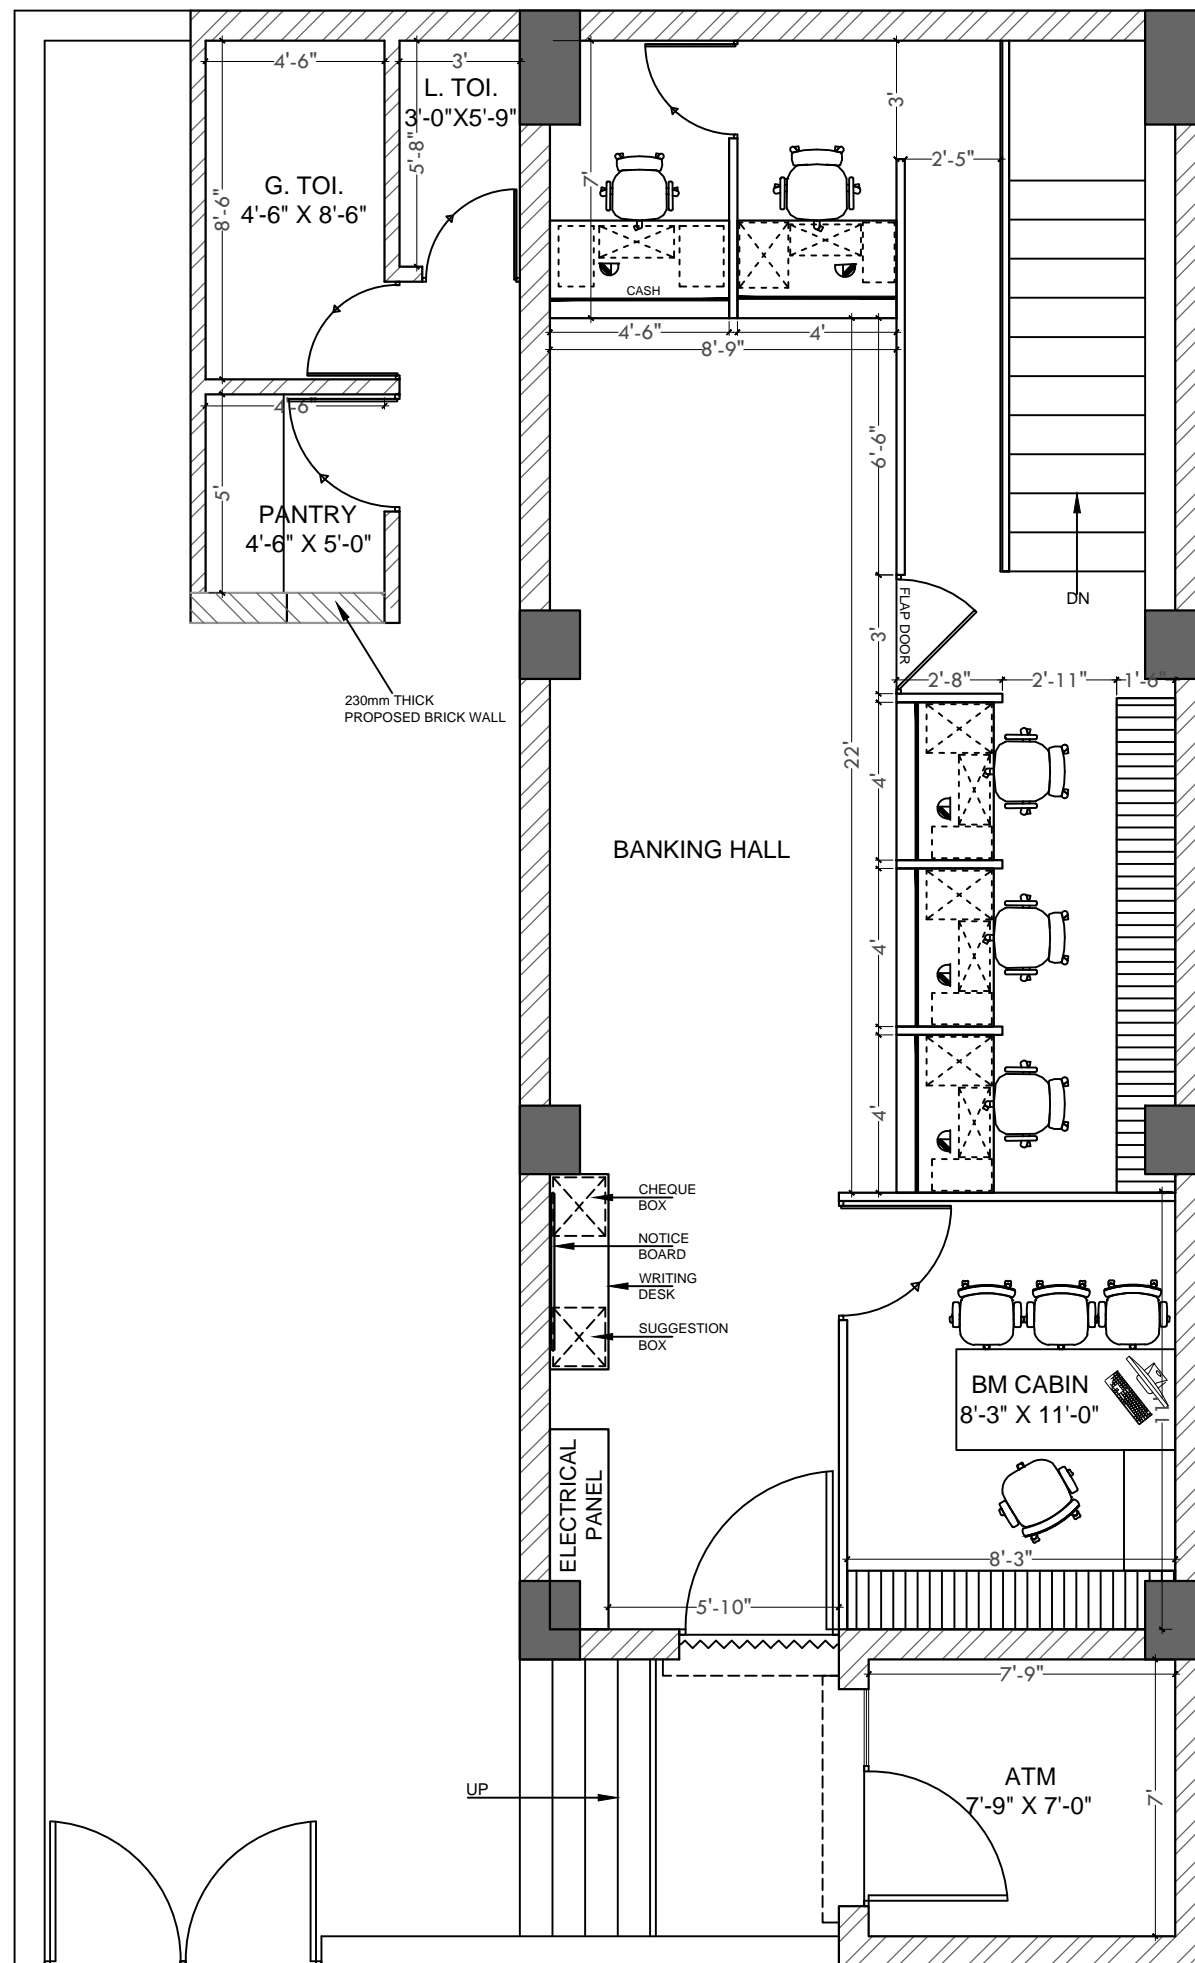 4'-6"
3'
L. TOI.
3'-0"X5'-9"
5'-8"
3'
2'-5"
7'
G. TOI.
4'-6" X 8'-6"
8'-6"
CASH
4'-6"
4'
8'-9"
4'-6"
6'-6"
5'
PANTRY
4'-6" X 5'-0"
FLAP DOOR
DN
3'
2'-8"
2'-11"
1'-6"
230mm THICK
PROPOSED BRICK WALL
22'
4'
BANKING HALL
4'
4'
CHEQUE
BOX
NOTICE
BOARD
WRITING
DESK
SUGGESTION
BOX
BM CABIN
8'-3" X 11'-0"
ELECTRICAL
PANEL
8'-3"
5'-10"
7'-9"
UP
ATM
7'-9" X 7'-0"
7'